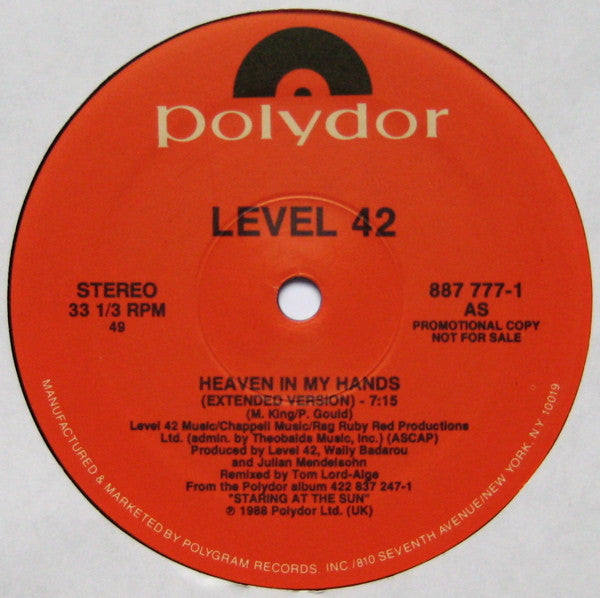 polydor
LEVEL 42
STEREO
33 1/3 RPM
49
887 777-1
AS
PROMOTIONAL COPY
NOT FOR SALE
HEAVEN IN MY HANDS
(EXTENDED VERSION) - 7:15
(M. King/P. Gould)
Level 42 Music/Chappell Music/Rag Ruby Red Productions
Ltd. (admin. by Theobalds Music, Inc.) (ASCAP)
Produced by Level 42, Wally Badarou
and Julian Mendelsohn
Remixed by Tom Lord-Alge
From the Polydor album 422 837 247-1
"STARING AT THE SUN"
℗ 1988 Polydor Ltd. (UK)
MANUFACTURED & MARKETED BY POLYGRAM RECORDS. INC /810 SEVENTH AVENUE/NEW YORK. N.Y. 10019